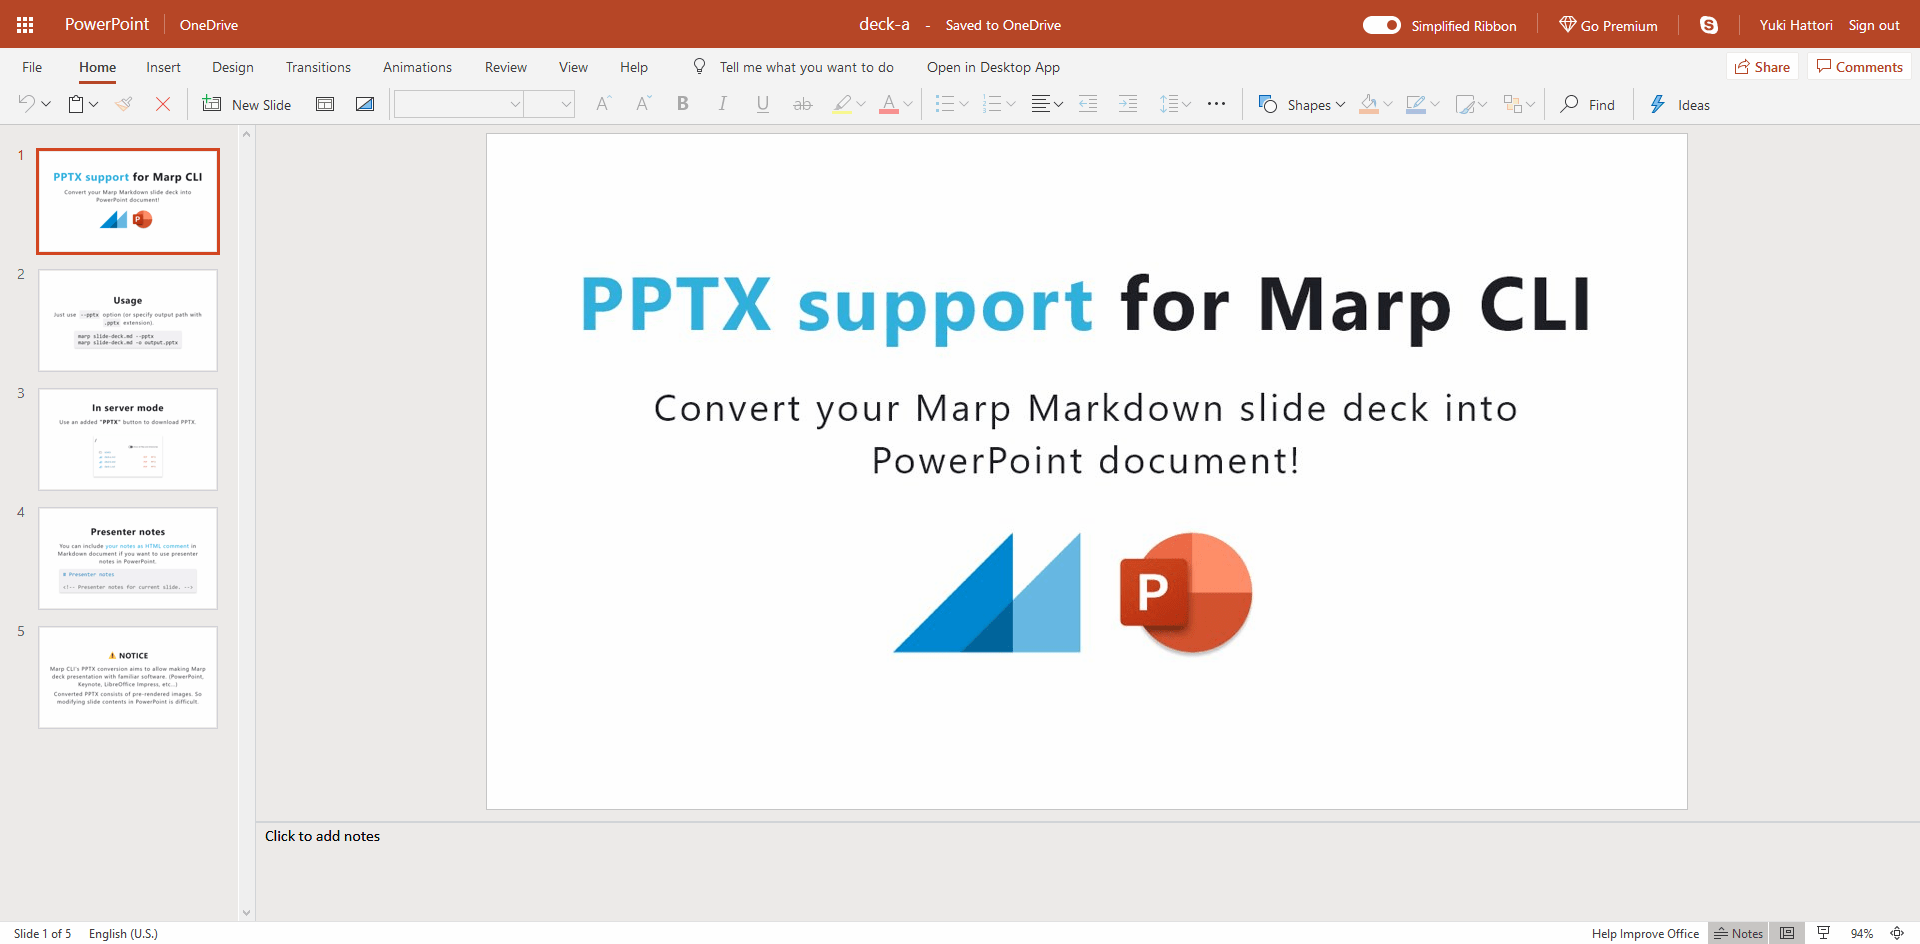 PowerPoint OneDrive deck-a - Saved to OneDrive Simplified Ribbon Go Premium Yuki Hattori Sign out
File Home Insert Design Transitions Animations Review View Help Tell me what you want to do Open in Desktop App Share Comments
New Slide Shapes Find Ideas
1
PPTX support for Marp CLI
Convert your Marp Markdown slide deck into
PowerPoint document!
P
2
Usage
Just use --pptx option (or specify output path with
.pptx extension).
marp slide-deck.md --pptx
marp slide-deck.md -o output.pptx
3
In server mode
Use an added "PPTX" button to download PPTX.
4
Presenter notes
You can include your notes as HTML comment in
Markdown document if you want to use presenter
notes in PowerPoint.
# Presenter notes
<!-- Presenter notes for current slide. -->
5
⚠️ NOTICE
Marp CLI's PPTX conversion aims to allow making Marp
deck presentation with familiar software. (PowerPoint,
Keynote, LibreOffice Impress, etc...)
Converted PPTX consists of pre-rendered images. So
modifying slide contents in PowerPoint is difficult.
PPTX support for Marp CLI
Convert your Marp Markdown slide deck into
PowerPoint document!
P
Click to add notes
Slide 1 of 5 English (U.S.) Help Improve Office Notes 94%